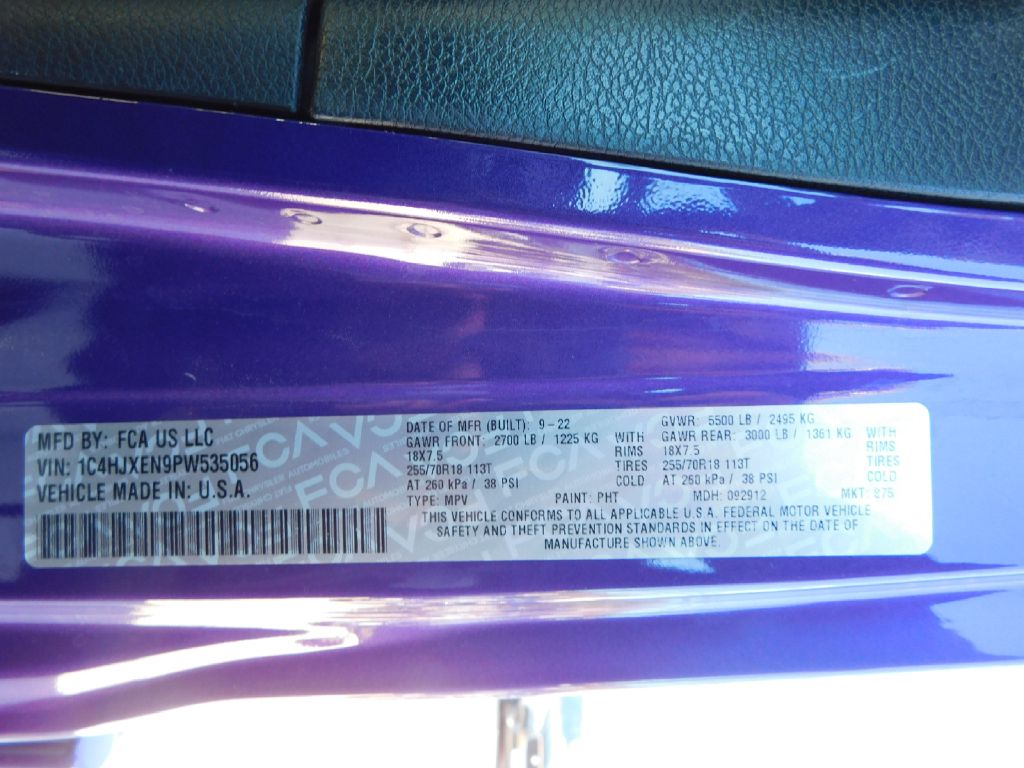 MFD BY: FCA US LLC
VIN: 1C4HJXEN9PW535056
VEHICLE MADE IN: U.S.A.
DATE OF MFR (BUILT): 9-22 GVWR: 5500 LB / 2495 KG
GAWR FRONT: 2700 LB / 1225 KG WITH GAWR REAR: 3000 LB / 1361 KG WITH
18X7.5 RIMS 18X7.5 RIMS
255/70R18 113T TIRES 255/70R18 113T TIRES
AT 260 kPa / 38 PSI COLD AT 260 kPa / 38 PSI COLD
TYPE: MPV PAINT: PHT MDH: 092912 MKT:
THIS VEHICLE CONFORMS TO ALL APPLICABLE U.S.A. FEDERAL MOTOR VEHICLE
SAFETY AND THEFT PREVENTION STANDARDS IN EFFECT ON THE DATE OF
MANUFACTURE SHOWN ABOVE.